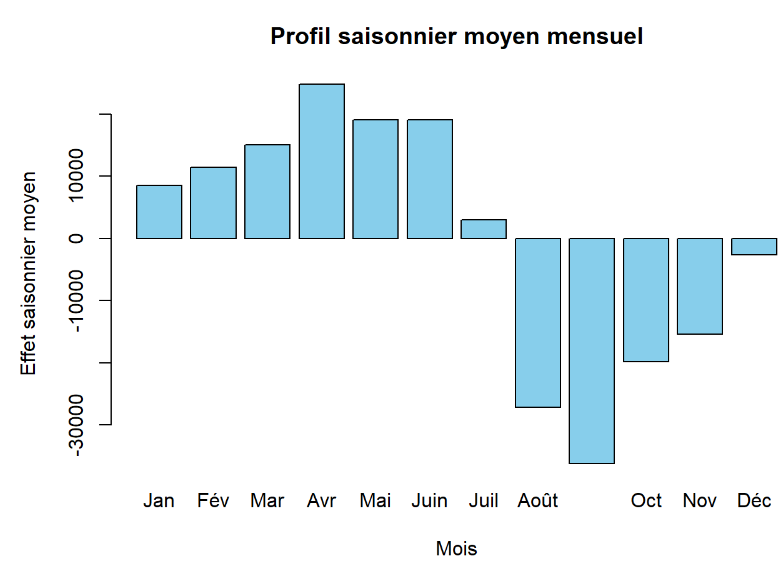 Profil saisonnier moyen mensuel
Effet saisonnier moyen
10000
0
-10000
-30000
Jan Fév Mar Avr Mai Juin Juil Août Oct Nov Déc
Mois